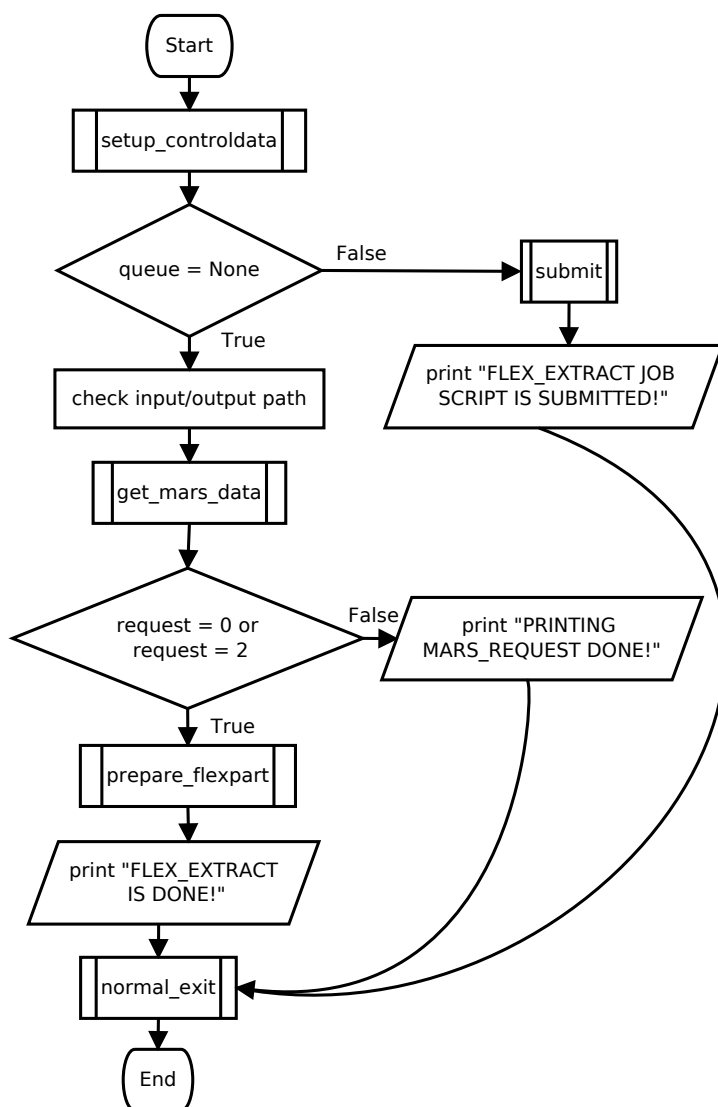 Start
setup_controldata
queue = None
False
submit
True
print "FLEX_EXTRACT JOB
SCRIPT IS SUBMITTED!"
check input/output path
get_mars_data
request = 0 or
request = 2
False
print "PRINTING
MARS_REQUEST DONE!"
True
prepare_flexpart
print "FLEX_EXTRACT
IS DONE!"
normal_exit
End